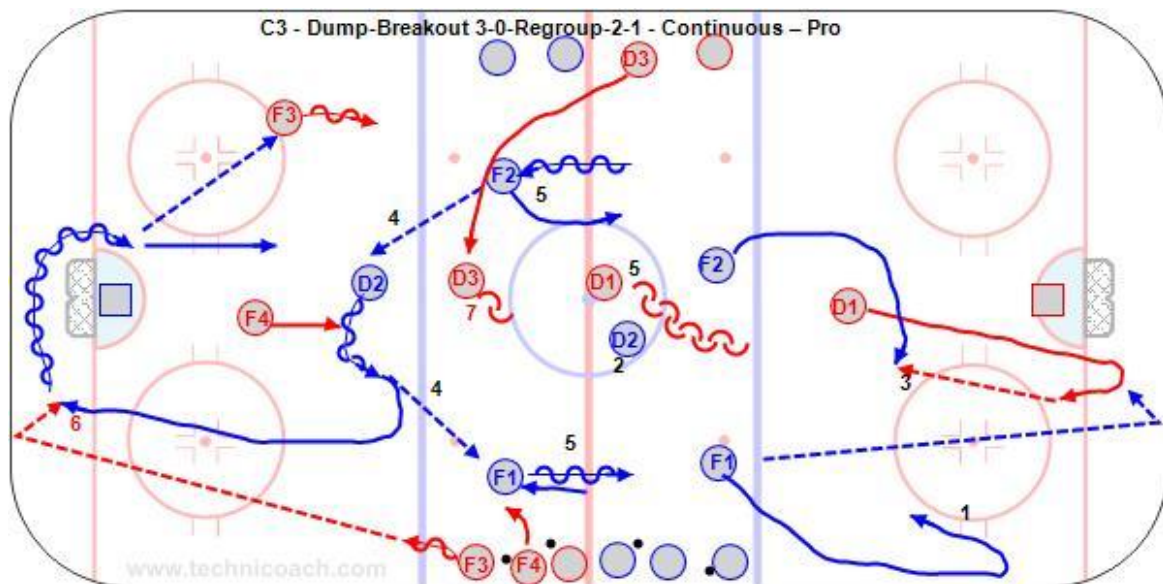 C3 - Dump-Breakout 3-0-Regroup-2-1 - Continuous – Pro
D3
F3
F2
5
4
F2
D2
D3
D1
5
D1
F4
7
D2
2
3
4
6
5
F1
F1
1
F3
F4
www.technicoach.com